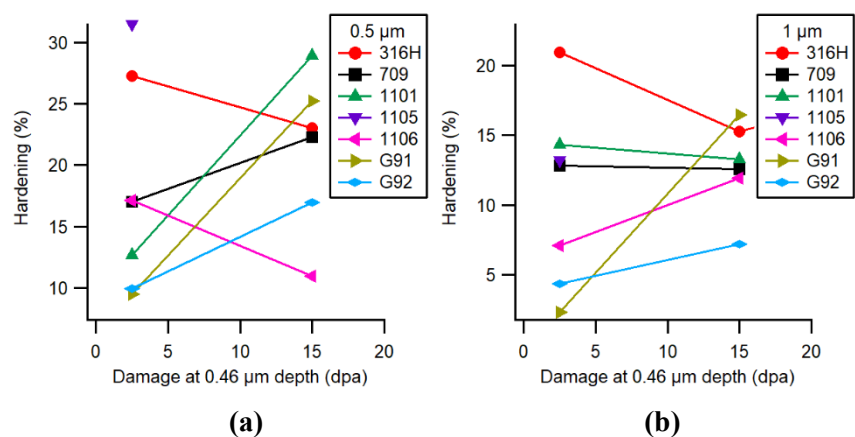 0.5 µm
316H
709
1101
1105
1106
G91
G92
30
25
20
15
10
Hardening (%)
0 5 10 15 20
Damage at 0.46 µm depth (dpa)
(a)
1 µm
316H
709
1101
1105
1106
G91
G92
20
15
10
5
Hardening (%)
0 5 10 15 20
Damage at 0.46 µm depth (dpa)
(b)